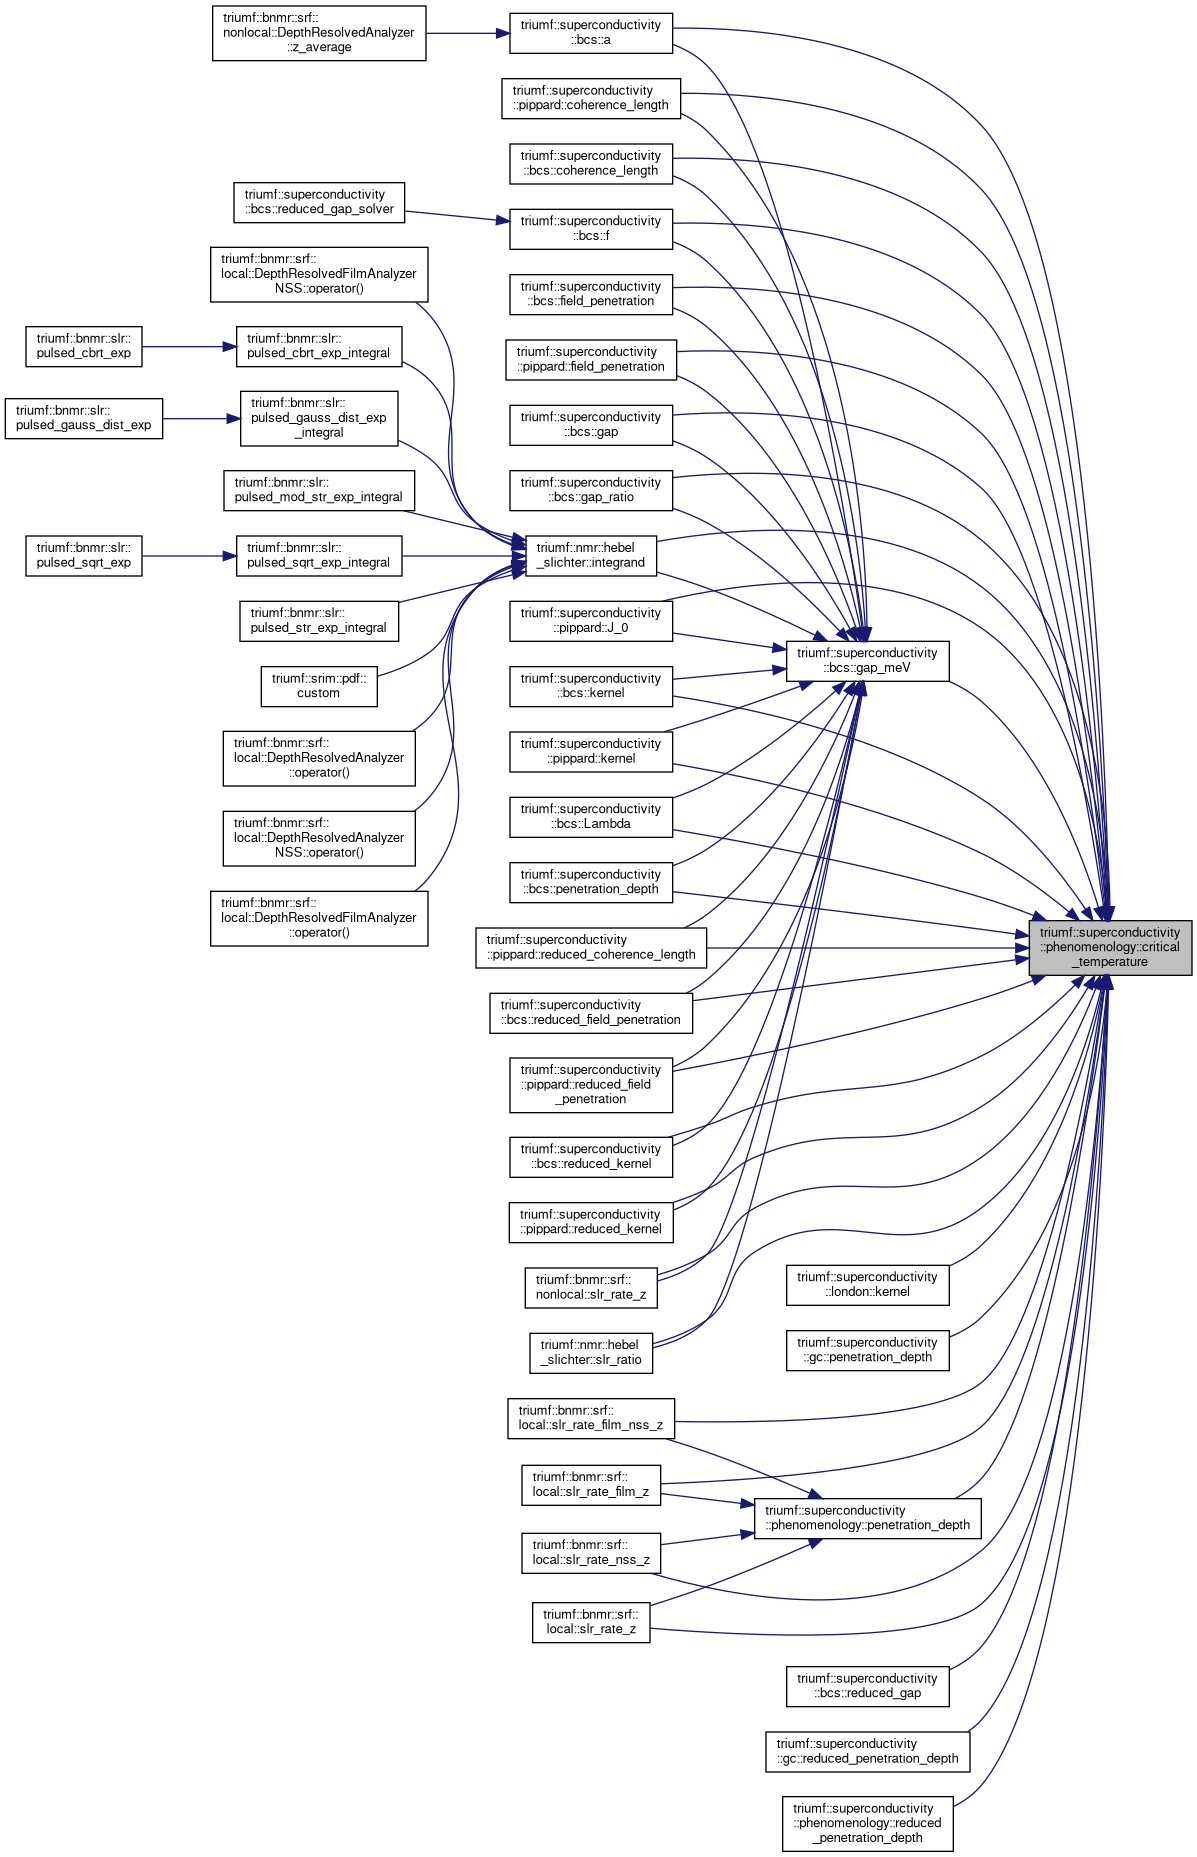 triumf::bnmr::srf::
nonlocal::DepthResolvedAnalyzer
::z_average
triumf::superconductivity
::bcs::a
triumf::superconductivity
::pippard::coherence_length
triumf::superconductivity
::bcs::coherence_length
triumf::superconductivity
::bcs::reduced_gap_solver
triumf::superconductivity
::bcs::f
triumf::bnmr::srf::
local::DepthResolvedFilmAnalyzer
NSS::operator()
triumf::superconductivity
::bcs::field_penetration
triumf::bnmr::slr::
pulsed_cbrt_exp
triumf::bnmr::slr::
pulsed_cbrt_exp_integral
triumf::superconductivity
::pippard::field_penetration
triumf::bnmr::slr::
pulsed_gauss_dist_exp
triumf::bnmr::slr::
pulsed_gauss_dist_exp
_integral
triumf::superconductivity
::bcs::gap
triumf::bnmr::slr::
pulsed_mod_str_exp_integral
triumf::superconductivity
::bcs::gap_ratio
triumf::bnmr::slr::
pulsed_sqrt_exp
triumf::bnmr::slr::
pulsed_sqrt_exp_integral
triumf::nmr::hebel
_slichter::integrand
triumf::bnmr::slr::
pulsed_str_exp_integral
triumf::superconductivity
::pippard::J_0
triumf::superconductivity
::bcs::gap_meV
triumf::srim::pdf::
custom
triumf::superconductivity
::bcs::kernel
triumf::bnmr::srf::
local::DepthResolvedAnalyzer
::operator()
triumf::superconductivity
::pippard::kernel
triumf::bnmr::srf::
local::DepthResolvedAnalyzer
NSS::operator()
triumf::superconductivity
::bcs::Lambda
triumf::bnmr::srf::
local::DepthResolvedFilmAnalyzer
::operator()
triumf::superconductivity
::bcs::penetration_depth
triumf::superconductivity
::phenomenology::critical
_temperature
triumf::superconductivity
::pippard::reduced_coherence_length
triumf::superconductivity
::bcs::reduced_field_penetration
triumf::superconductivity
::pippard::reduced_field
_penetration
triumf::superconductivity
::bcs::reduced_kernel
triumf::superconductivity
::pippard::reduced_kernel
triumf::bnmr::srf::
nonlocal::slr_rate_z
triumf::superconductivity
::london::kernel
triumf::nmr::hebel
_slichter::slr_ratio
triumf::superconductivity
::gc::penetration_depth
triumf::bnmr::srf::
local::slr_rate_film_nss_z
triumf::bnmr::srf::
local::slr_rate_film_z
triumf::superconductivity
::phenomenology::penetration_depth
triumf::bnmr::srf::
local::slr_rate_nss_z
triumf::bnmr::srf::
local::slr_rate_z
triumf::superconductivity
::bcs::reduced_gap
triumf::superconductivity
::gc::reduced_penetration_depth
triumf::superconductivity
::phenomenology::reduced
_penetration_depth